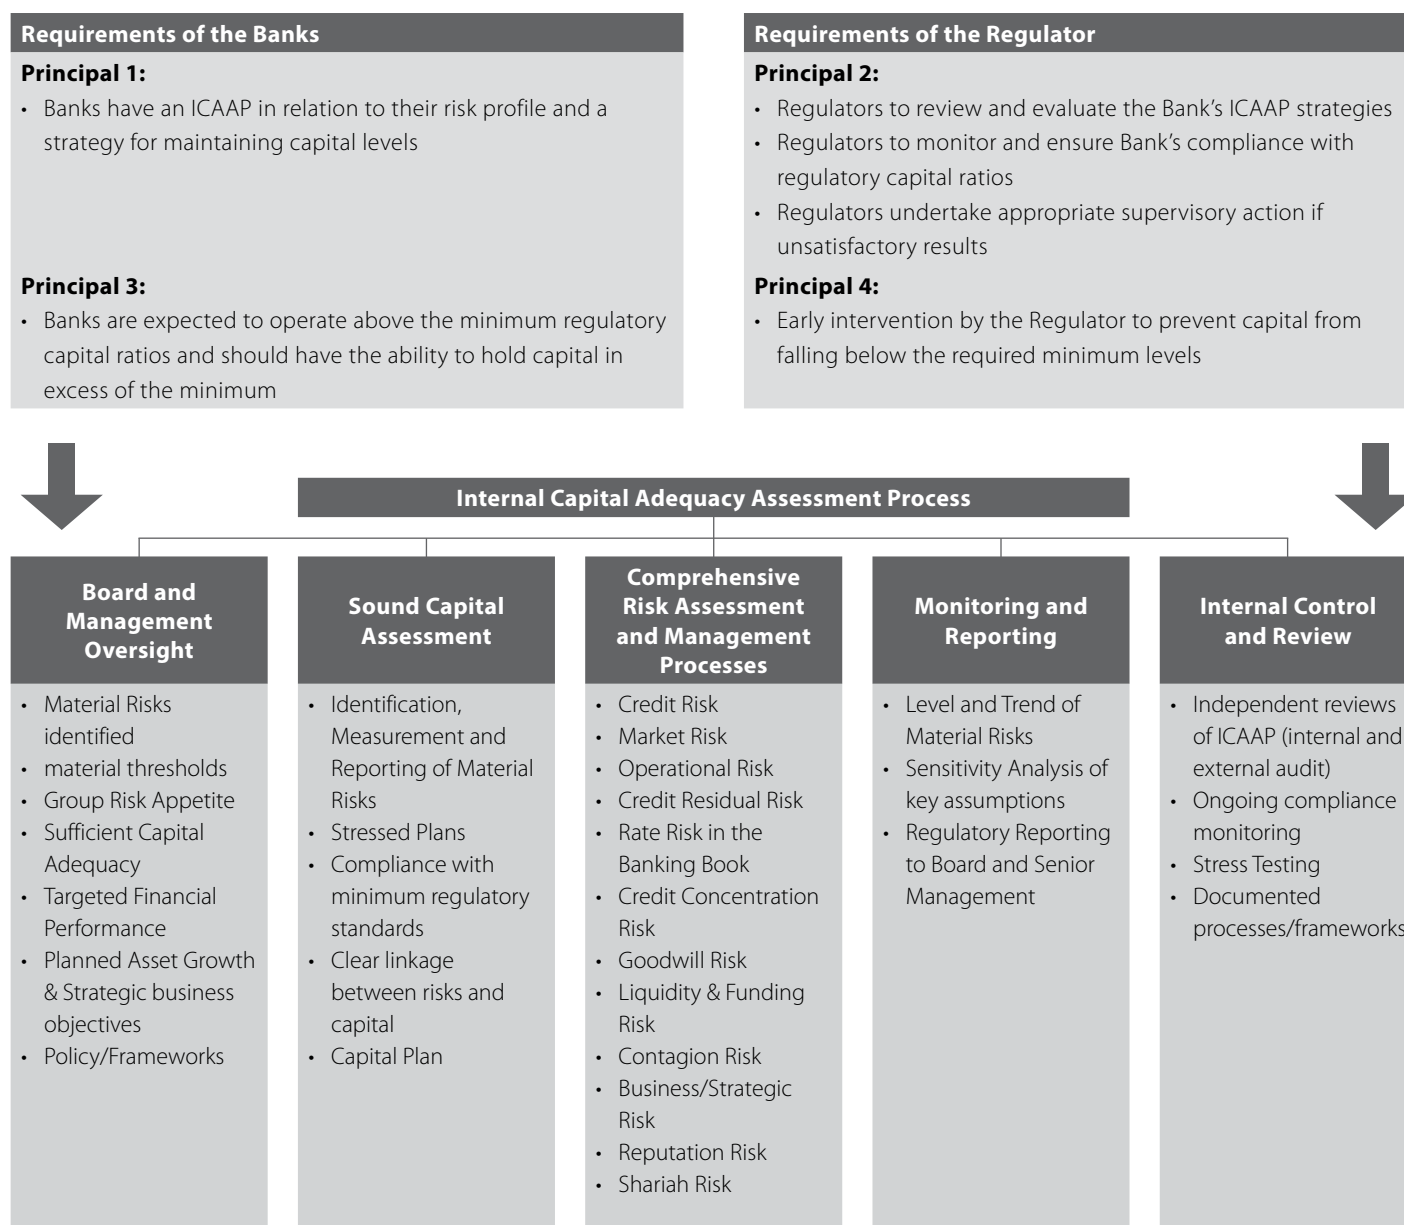 Requirements of the Banks
Principal 1:
• Banks have an ICAAP in relation to their risk profile and a
strategy for maintaining capital levels
Principal 3:
• Banks are expected to operate above the minimum regulatory
capital ratios and should have the ability to hold capital in
excess of the minimum
Requirements of the Regulator
Principal 2:
• Regulators to review and evaluate the Bank’s ICAAP strategies
• Regulators to monitor and ensure Bank’s compliance with
regulatory capital ratios
• Regulators undertake appropriate supervisory action if
unsatisfactory results
Principal 4:
• Early intervention by the Regulator to prevent capital from
falling below the required minimum levels
Internal Capital Adequacy Assessment Process
Board and
Management
Oversight
• Material Risks
identified
• material thresholds
• Group Risk Appetite
• Sufficient Capital
Adequacy
• Targeted Financial
Performance
• Planned Asset Growth
& Strategic business
objectives
• Policy/Frameworks
Sound Capital
Assessment
• Identification,
Measurement and
Reporting of Material
Risks
• Stressed Plans
• Compliance with
minimum regulatory
standards
• Clear linkage
between risks and
capital
• Capital Plan
Comprehensive
Risk Assessment
and Management
Processes
• Credit Risk
• Market Risk
• Operational Risk
• Credit Residual Risk
• Rate Risk in the
Banking Book
• Credit Concentration
Risk
• Goodwill Risk
• Liquidity & Funding
Risk
• Contagion Risk
• Business/Strategic
Risk
• Reputation Risk
• Shariah Risk
Monitoring and
Reporting
• Level and Trend of
Material Risks
• Sensitivity Analysis of
key assumptions
• Regulatory Reporting
to Board and Senior
Management
Internal Control
and Review
• Independent reviews
of ICAAP (internal and
external audit)
• Ongoing compliance
monitoring
• Stress Testing
• Documented
processes/frameworks